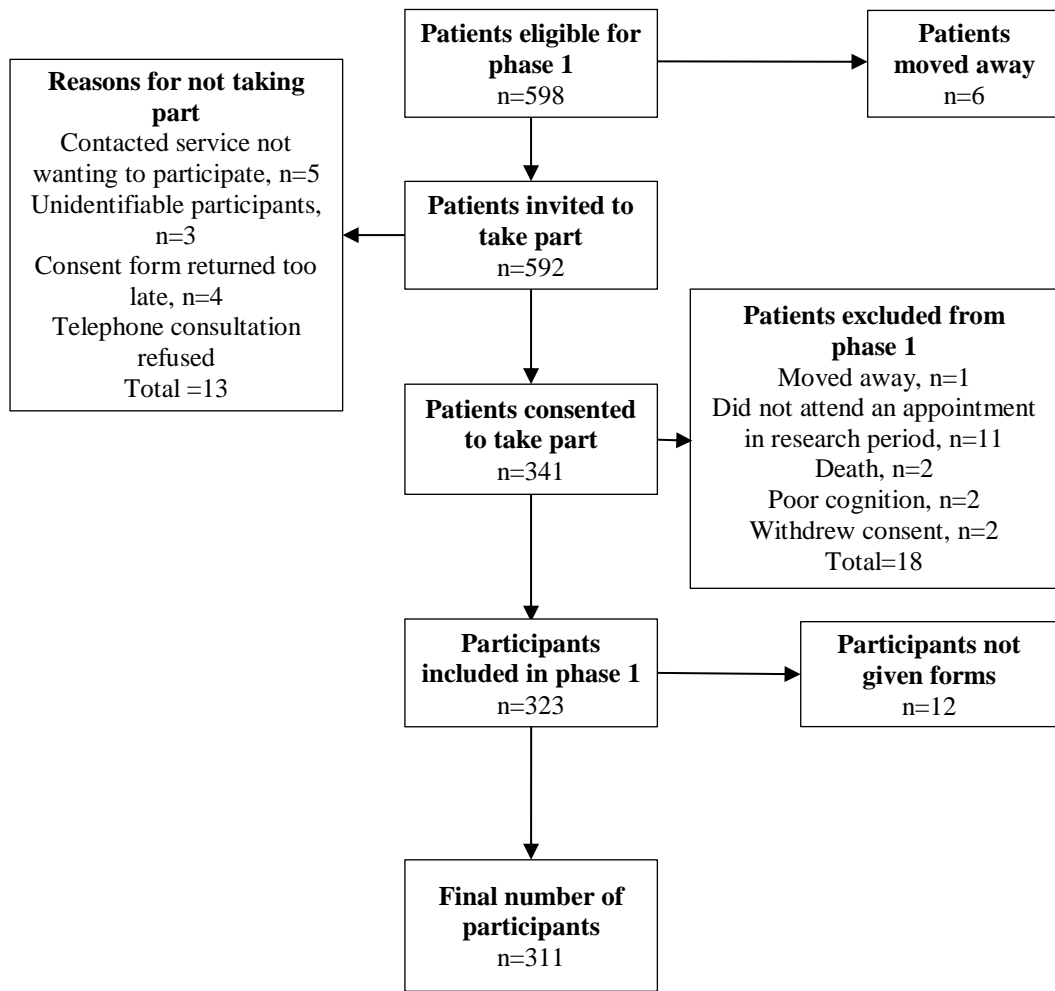 Patients eligible for
phase 1
n=598
Patients
moved away
n=6
Reasons for not taking
part
Contacted service not
wanting to participate, n=5
Unidentifiable participants,
n=3
Consent form returned too
late, n=4
Telephone consultation
refused
Total =13
Patients invited to
take part
n=592
Patients consented
to take part
n=341
Patients excluded from
phase 1
Moved away, n=1
Did not attend an appointment
in research period, n=11
Death, n=2
Poor cognition, n=2
Withdrew consent, n=2
Total=18
Participants
included in phase 1
n=323
Participants not
given forms
n=12
Final number of
participants
n=311